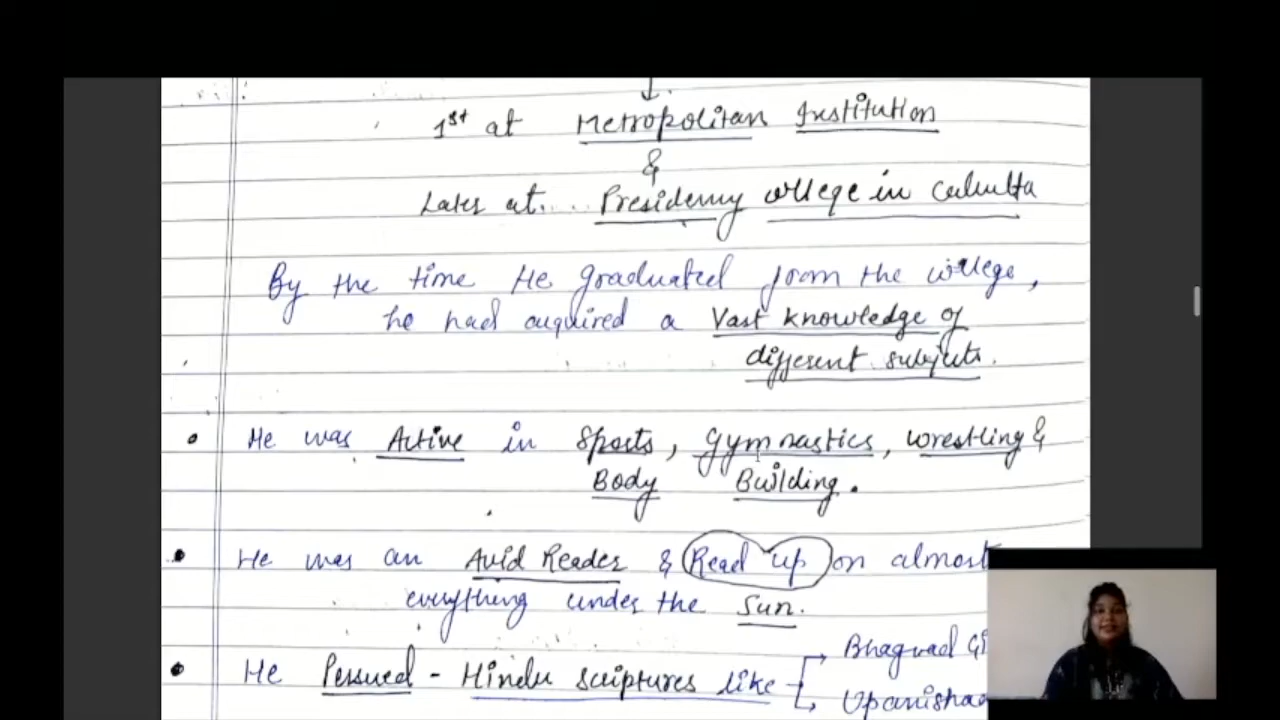 1st at Metropolitan Institution
&
Later at... Presidency college in Calcutta
By the time He graduated from the college,
he had acquired a Vast knowledge of
different subjects.
• He was Active in Sports, Gymnastics, wrestling &
Body Building.
• He was an Avid Reader & Read up on almost
everything under the Sun.
• He Persued - Hindu scriptures like
Bhagwad Gi
Upanishad